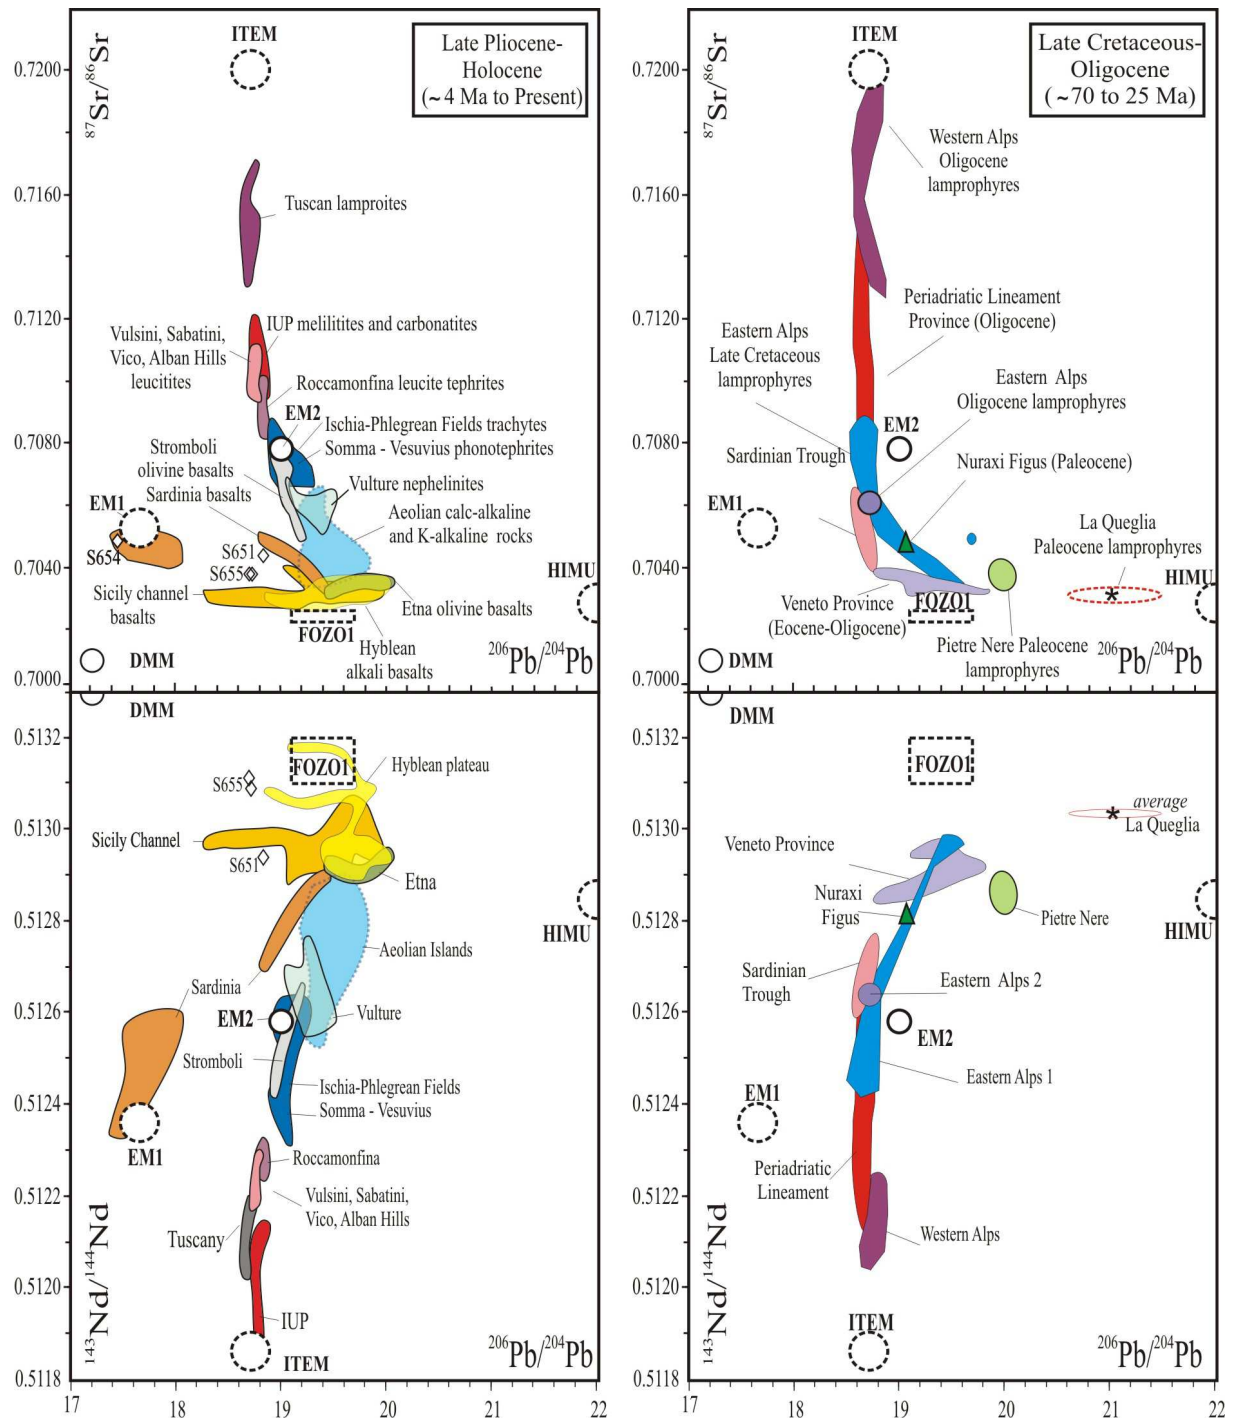 ITEM
Late Pliocene-
Holocene
(~4 Ma to Present)
87Sr/86Sr
0.7200
0.7160
0.7120
0.7080
0.7040
0.7000
Tuscan lamproites
IUP melilitites and carbonatites
Vulsini, Sabatini,
Vico, Alban Hills
leucitites
Roccamonfina leucite tephrites
EM2
Ischia-Phlegrean Fields trachytes
Somma - Vesuvius phonotephrites
Stromboli
olivine basalts
Sardinia basalts
Vulture nephelinites
EM1
Aeolian calc-alkaline
and K-alkaline rocks
S654
S651
S655
HIMU
Sicily channel
basalts
Etna olivine basalts
FOZO1
Hyblean
alkali basalts
206Pb/204Pb
DMM
ITEM
Late Cretaceous-
Oligocene
(~70 to 25 Ma)
87Sr/86Sr
0.7200
0.7160
0.7120
0.7080
0.7040
0.7000
Western Alps
Oligocene
lamprophyres
Periadriatic Lineament
Province (Oligocene)
Eastern Alps
Late Cretaceous
lamprophyres
Eastern Alps
Oligocene lamprophyres
EM2
Sardinian Trough
Nuraxi Figus (Paleocene)
EM1
La Queglia
Paleocene lamprophyres
HIMU
Veneto Province
(Eocene-Oligocene)
FOZO1
Pietre Nere Paleocene
lamprophyres
206Pb/204Pb
DMM
DMM
0.5132
0.5130
0.5128
0.5126
0.5124
0.5122
0.5120
0.5118
FOZO1
Hyblean plateau
S655
Sicily Channel
S651
Etna
HIMU
Aeolian Islands
Sardinia
EM2
Vulture
Stromboli
Ischia-Phlegrean Fields
Somma - Vesuvius
EM1
Roccamonfina
Vulsini, Sabatini,
Vico, Alban Hills
Tuscany
IUP
ITEM
143Nd/144Nd
206Pb/204Pb
17 18 19 20 21 22
DMM
0.5132
0.5130
0.5128
0.5126
0.5124
0.5122
0.5120
0.5118
FOZO1
average
La Queglia
Veneto Province
Nuraxi
Figus
Pietre Nere
HIMU
Sardinian
Trough
Eastern Alps 2
EM2
Eastern Alps 1
EM1
Periadriatic
Lineament
Western Alps
ITEM
143Nd/144Nd
206Pb/204Pb
17 18 19 20 21 22